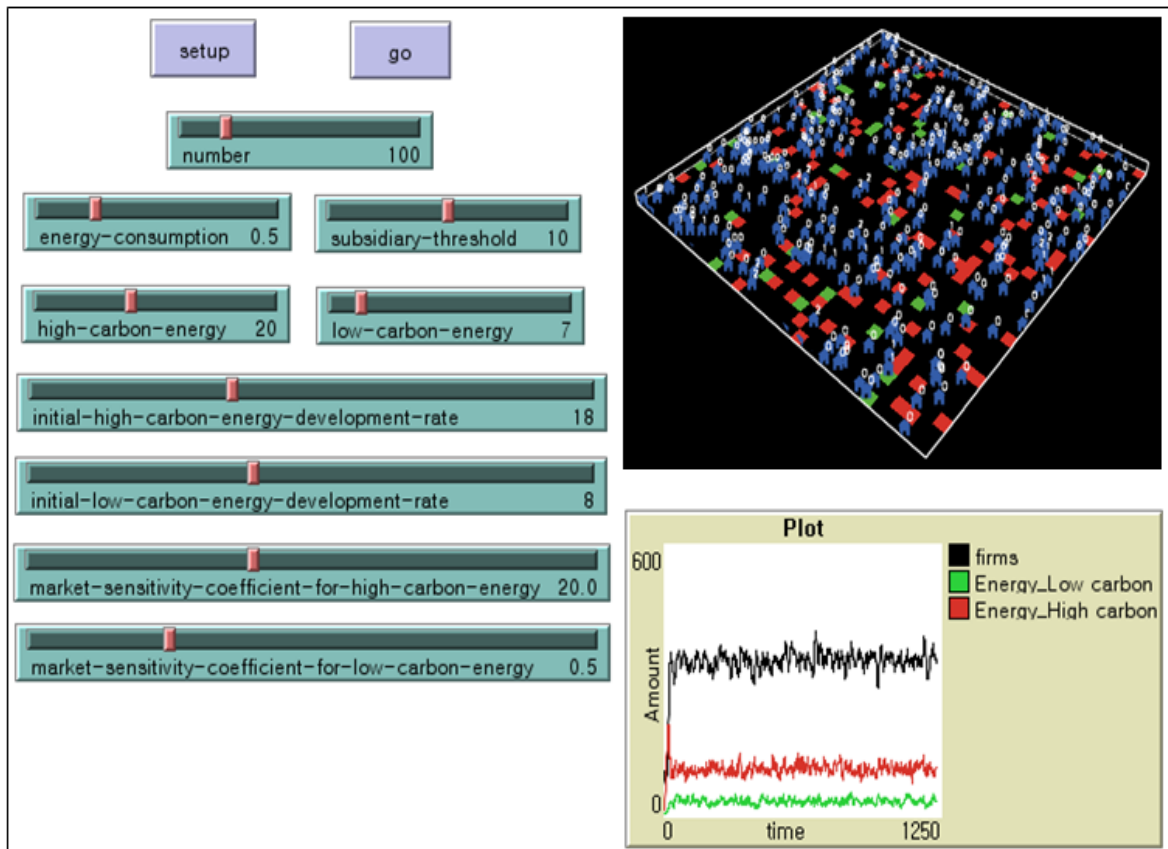 setup
go
number 100
energy-consumption 0.5
subsidiary-threshold 10
high-carbon-energy 20
low-carbon-energy 7
initial-high-carbon-energy-development-rate 18
initial-low-carbon-energy-development-rate 8
market-sensitivity-coefficient-for-high-carbon-energy 20.0
market-sensitivity-coefficient-for-low-carbon-energy 0.5
Plot
600
Amount
0
0 time 1250
firms
Energy_Low carbon
Energy_High carbon